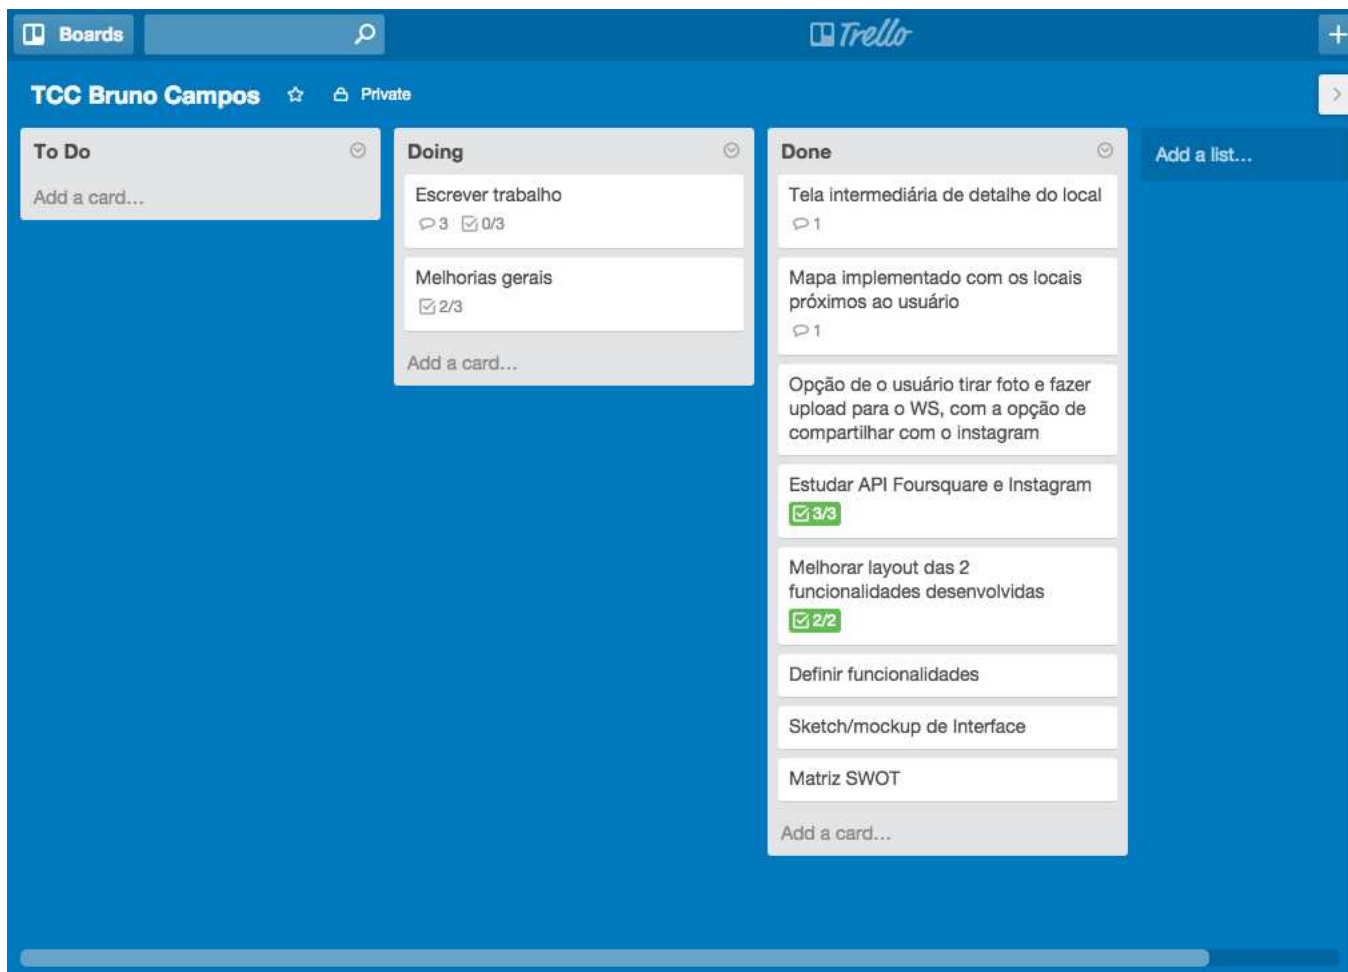 Boards
Trello
+
TCC Bruno Campos
Private
>
To Do
Add a card...
Doing
Escrever trabalho
3 0/3
Melhorias gerais
2/3
Add a card...
Done
Tela intermediária de detalhe do local
1
Mapa implementado com os locais
próximos ao usuário
1
Opção de o usuário tirar foto e fazer
upload para o WS, com a opção de
compartilhar com o instagram
Estudar API Foursquare e Instagram
3/3
Melhorar layout das 2
funcionalidades desenvolvidas
2/2
Definir funcionalidades
Sketch/mockup de Interface
Matriz SWOT
Add a card...
Add a list...